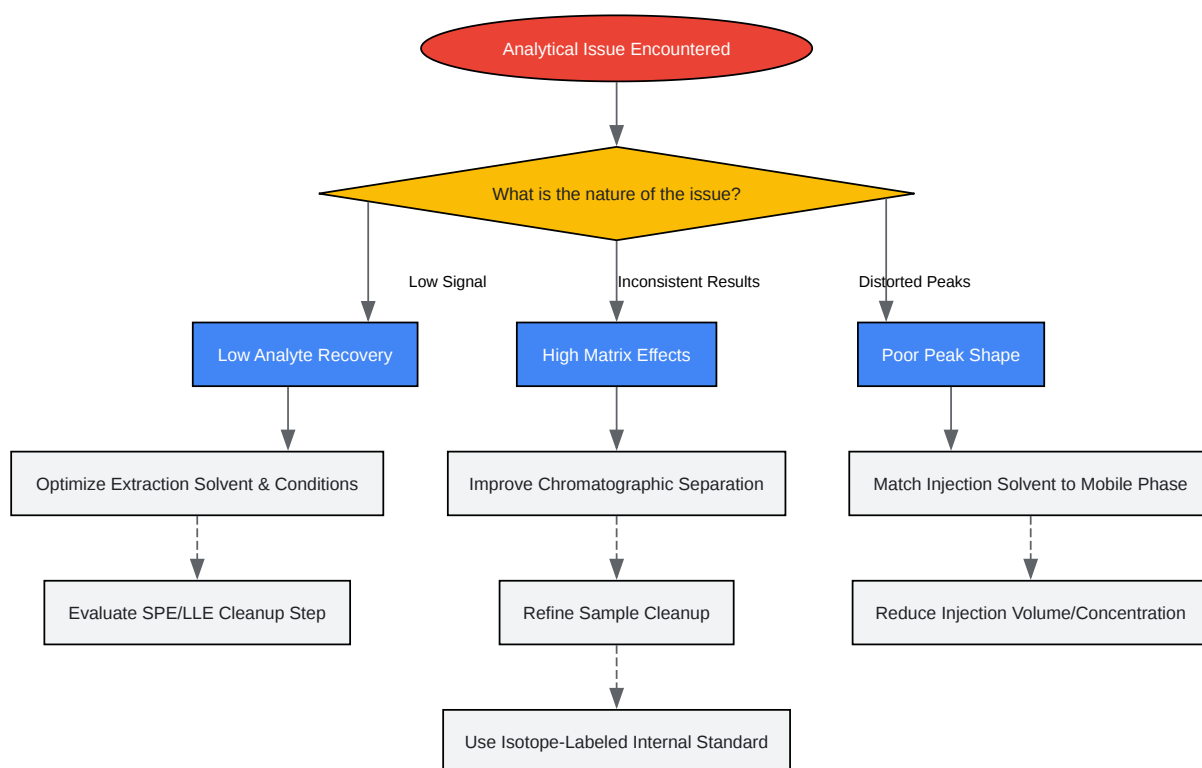 Analytical Issue Encountered
What is the nature of the issue?
Low Signal
Inconsistent Results
Distorted Peaks
Low Analyte Recovery
High Matrix Effects
Poor Peak Shape
Optimize Extraction Solvent & Conditions
Improve Chromatographic Separation
Match Injection Solvent to Mobile Phase
Evaluate SPE/LLE Cleanup Step
Refine Sample Cleanup
Reduce Injection Volume/Concentration
Use Isotope-Labeled Internal Standard